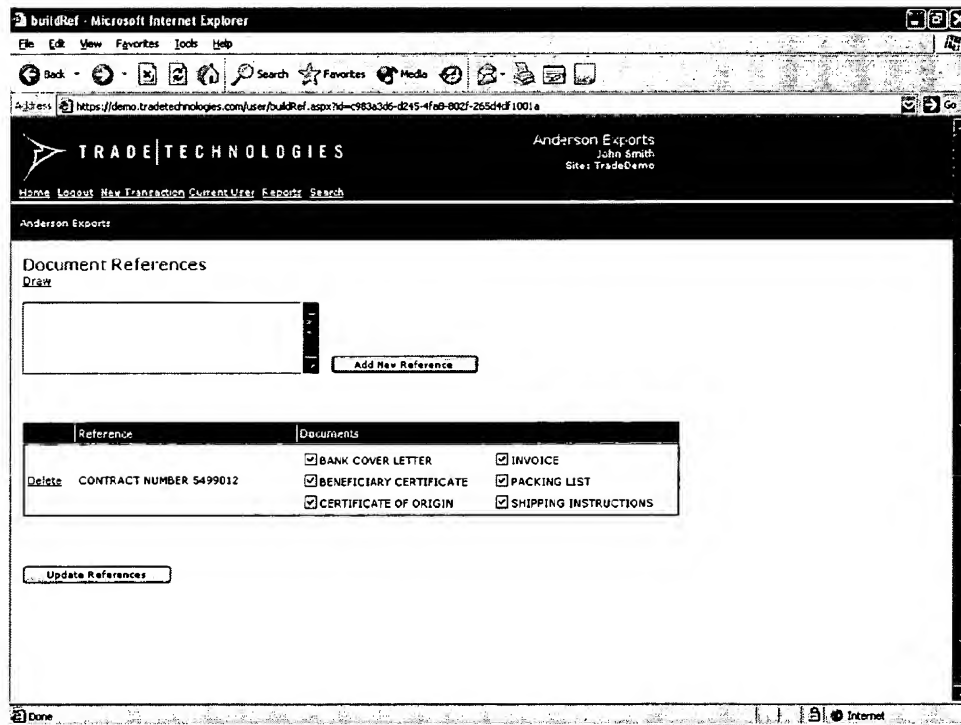 buildRef - Microsoft Internet Explorer
File Edit View Favorites Tools Help
Back Search Favorites Media
Address https://demo.tradetechnologies.com/user/buildRef.aspx?id=c983a3d6-d245-4fa8-802f-265d4df1001a Go
TRADE TECHNOLOGIES
Anderson Exports
John Smith
Site: TradeDemo
Home Logout New Transaction Current User Reports Search
Anderson Exports
Document References
Draw
Add New Reference
Reference Documents
BANK COVER LETTER INVOICE
Delete CONTRACT NUMBER 5499012 BENEFICIARY CERTIFICATE PACKING LIST
CERTIFICATE OF ORIGIN SHIPPING INSTRUCTIONS
Update References
Done Internet